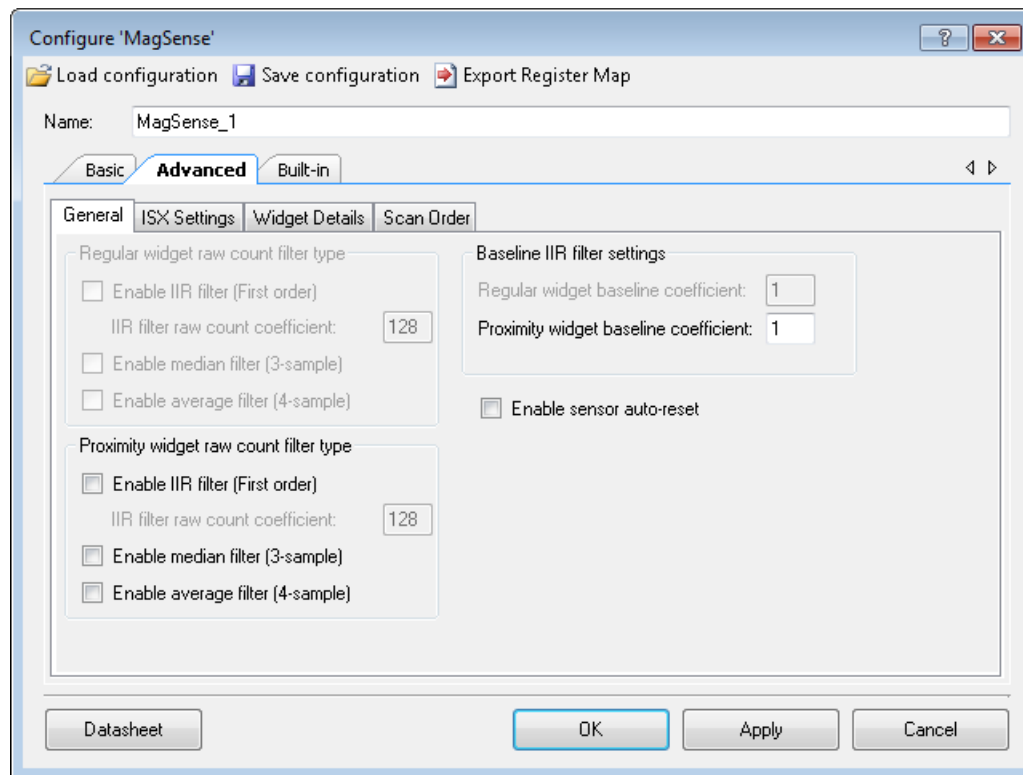 Configure 'MagSense'
Load configuration Save configuration Export Register Map
Name: MagSense_1
Basic Advanced Built-in
General ISX Settings Widget Details Scan Order
Regular widget raw count filter type
Enable IIR filter (First order)
IIR filter raw count coefficient: 128
Enable median filter (3-sample)
Enable average filter (4-sample)
Proximity widget raw count filter type
Enable IIR filter (First order)
IIR filter raw count coefficient: 128
Enable median filter (3-sample)
Enable average filter (4-sample)
Baseline IIR filter settings
Regular widget baseline coefficient: 1
Proximity widget baseline coefficient: 1
Enable sensor auto-reset
Datasheet OK Apply Cancel